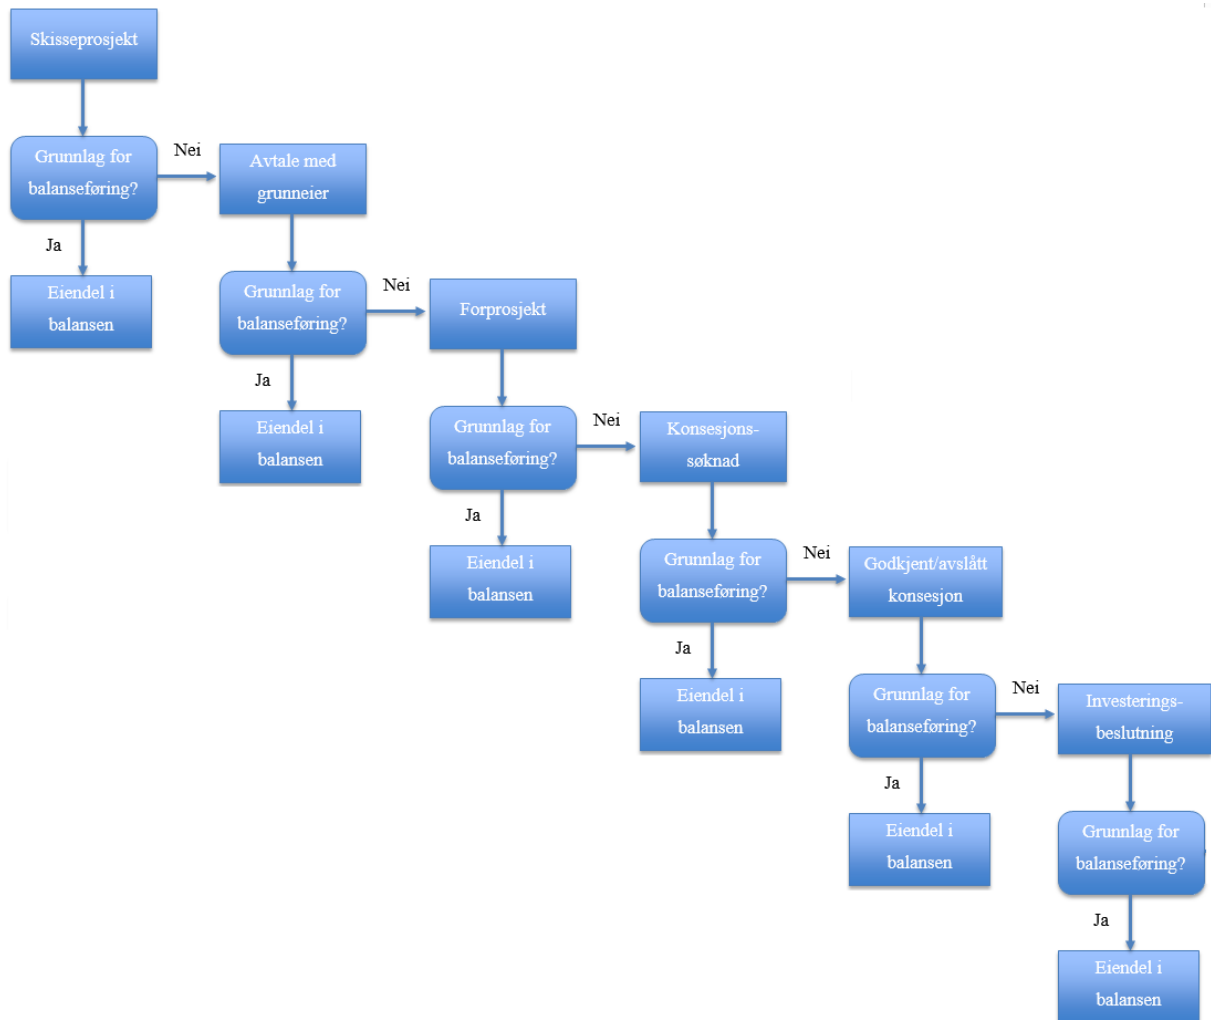 Skisseprosjekt
Grunnlag for
balanseføring?
Nei
Ja
Eiendel i
balansen
Avtale med
grunneier
Grunnlag for
balanseføring?
Nei
Ja
Eiendel i
balansen
Forprosjekt
Grunnlag for
balanseføring?
Nei
Ja
Eiendel i
balansen
Konsesjons-
søknad
Grunnlag for
balanseføring?
Nei
Ja
Eiendel i
balansen
Godkjent/avslått
konsesjon
Grunnlag for
balanseføring?
Nei
Ja
Eiendel i
balansen
Investerings-
beslutning
Grunnlag for
balanseføring?
Ja
Eiendel i
balansen